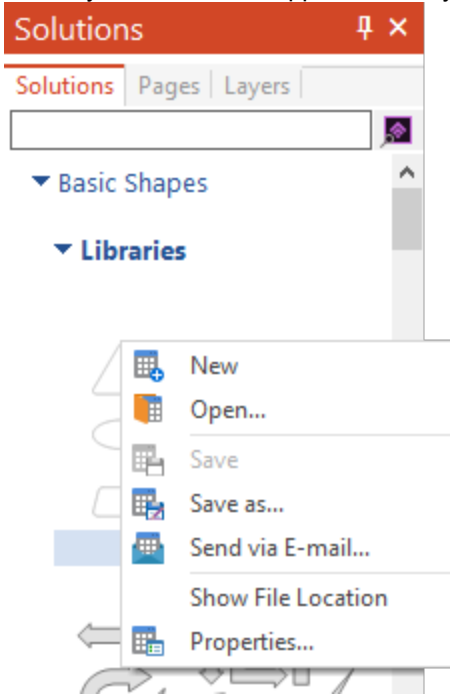 Solutions
Solutions Pages Layers
Basic Shapes
Libraries
New
Open...
Save
Save as...
Send via E-mail...
Show File Location
Properties...